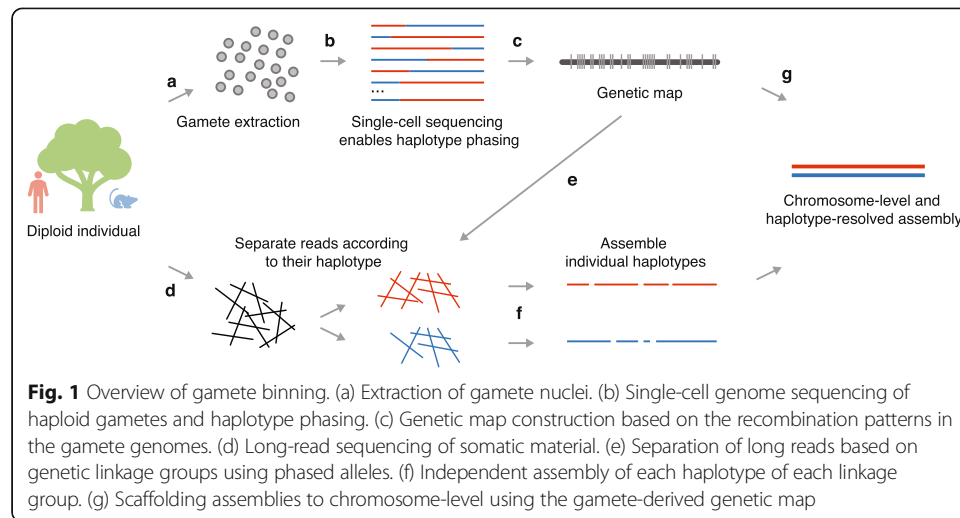 a
b
c
g
Gamete extraction
Single-cell sequencing
enables haplotype phasing
...
Genetic map
e
Diploid individual
Chromosome-level and
haplotype-resolved assembly
Separate reads according
to their haplotype
Assemble
individual haplotypes
d
f
Fig. 1 Overview of gamete binning. (a) Extraction of gamete nuclei. (b) Single-cell genome sequencing of
haploid gametes and haplotype phasing. (c) Genetic map construction based on the recombination patterns in
the gamete genomes. (d) Long-read sequencing of somatic material. (e) Separation of long reads based on
genetic linkage groups using phased alleles. (f) Independent assembly of each haplotype of each linkage
group. (g) Scaffolding assemblies to chromosome-level using the gamete-derived genetic map